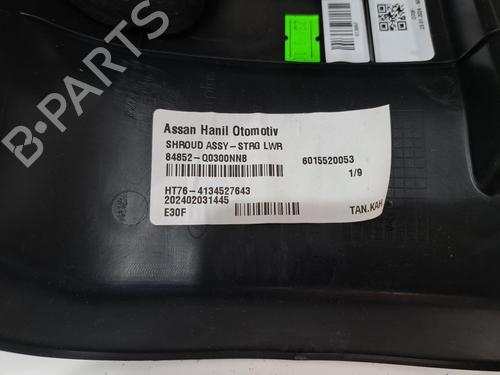 Assan Hanil Otomotiv
SHROUD ASSY-STRG LWR
84852-Q0300NNB 6015520053
1/9
HT76-4134527643
202402031445
E30F TAN.KAH
B-PARTS